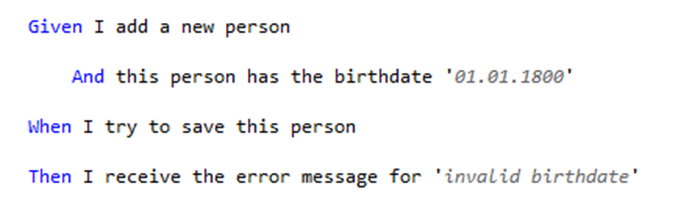 Given I add a new person
And this person has the birthdate '01.01.1800'
When I try to save this person
Then I receive the error message for 'invalid birthdate'